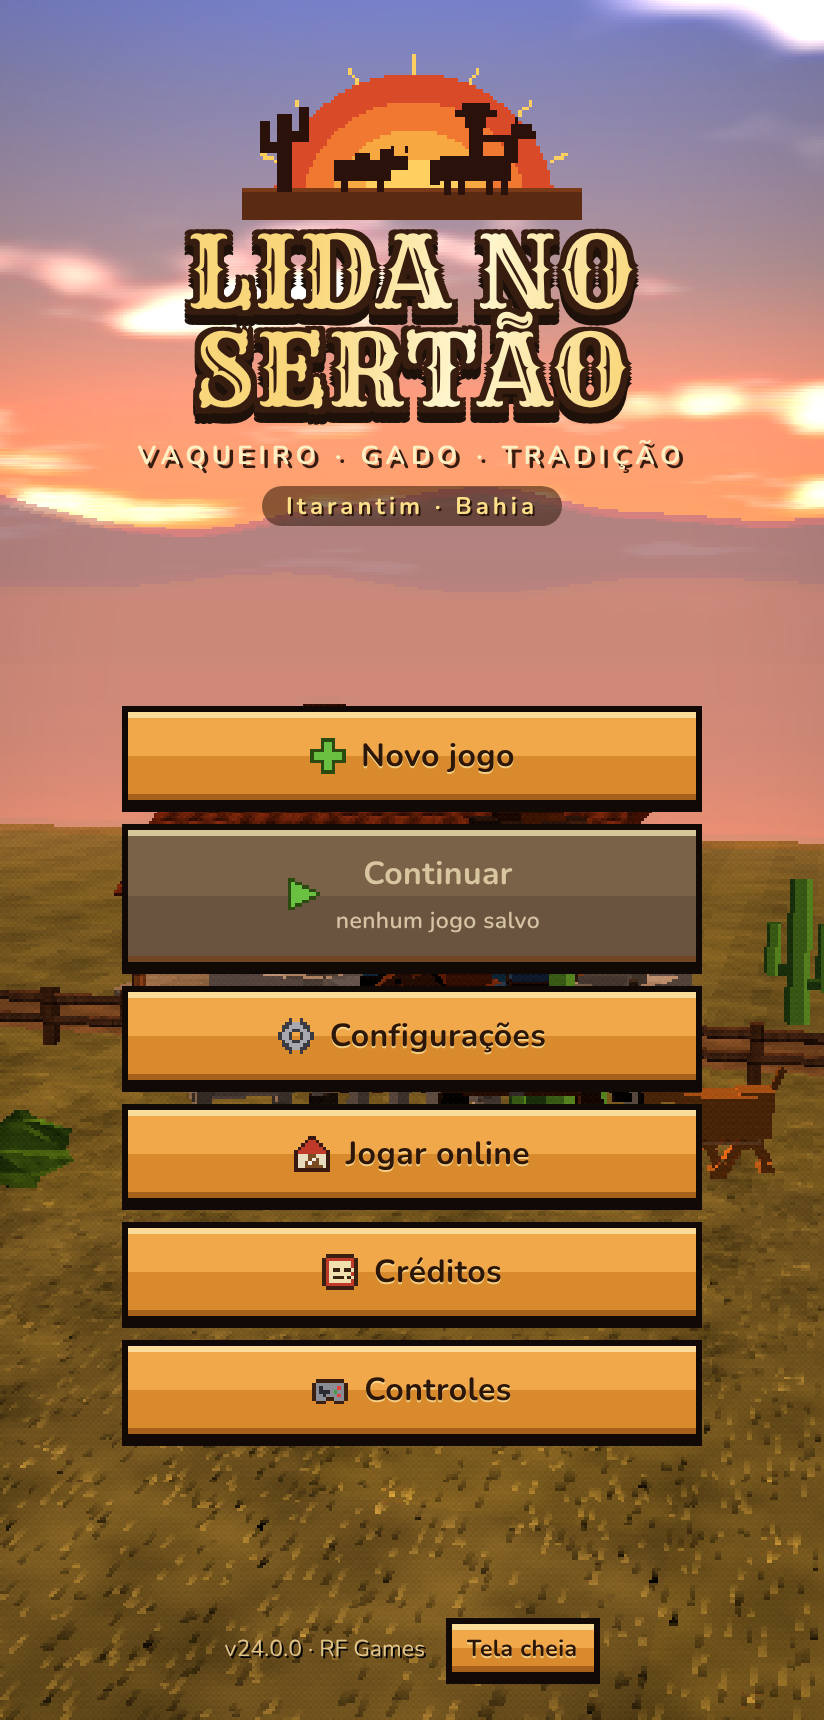 LIDA NO
SERTÃO
VAQUEIRO · GADO · TRADIÇÃO
Itarantim · Bahia
Novo jogo
Continuar
nenhum jogo salvo
Configurações
Jogar online
Créditos
Controles
v24.0.0 · RF Games
Tela cheia